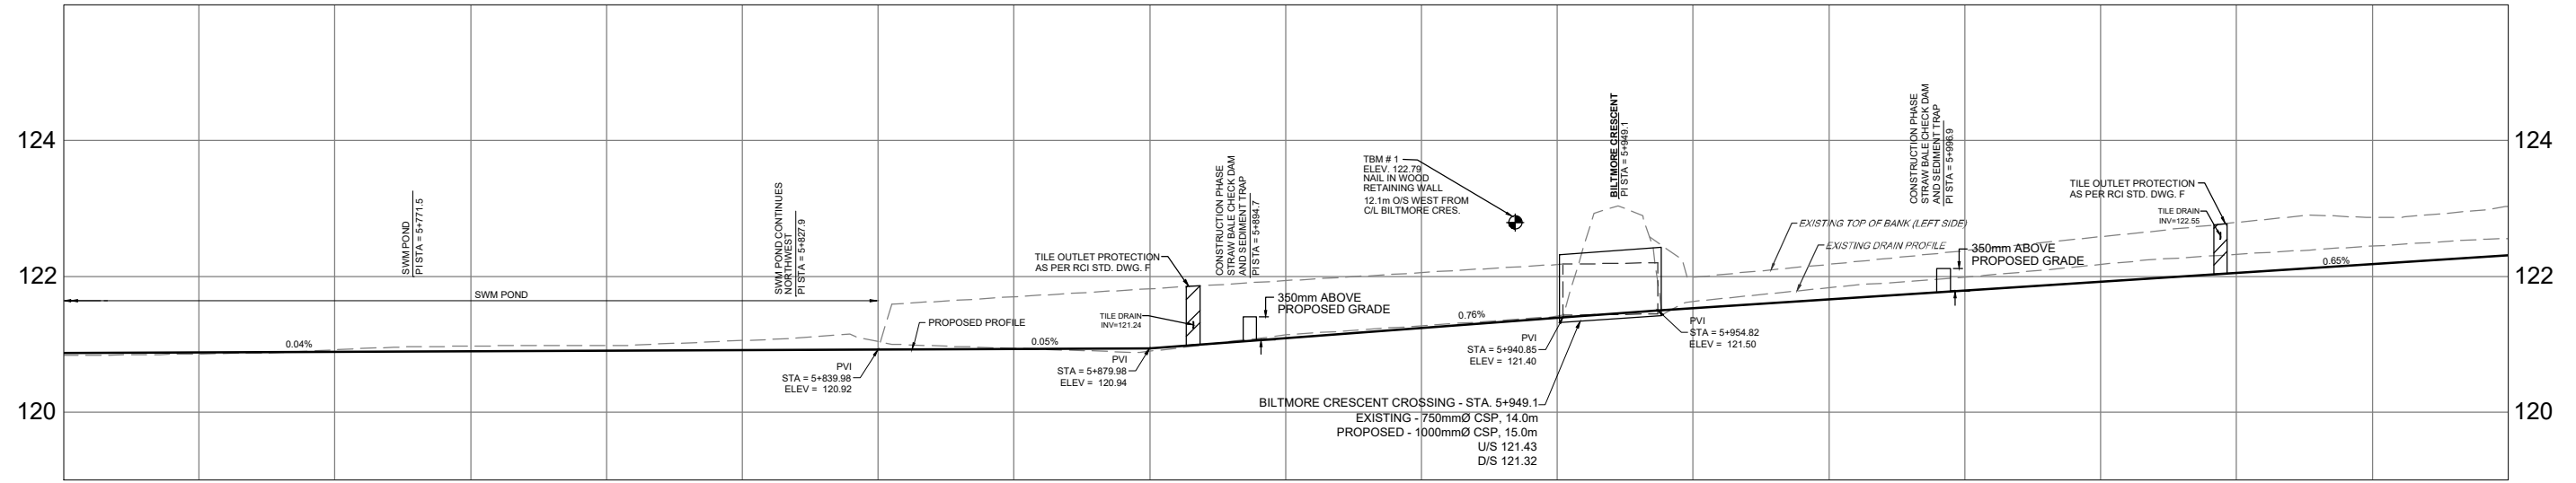 124
122
120
124
122
120
SWM POND
PI STA = 5+771.5
SWM POND
0.04%
SWM POND CONTINUES
NORTHWEST
PI STA = 5+827.9
PVI
STA = 5+839.98
ELEV = 120.92
PROPOSED PROFILE
0.05%
PVI
STA = 5+879.98
ELEV = 120.94
TILE OUTLET PROTECTION
AS PER RCI STD. DWG. F
TILE DRAIN
INV=121.24
CONSTRUCTION PHASE
STRAW BALE CHECK DAM
AND SEDIMENT TRAP
PI STA = 5+894.7
350mm ABOVE
PROPOSED GRADE
TBM # 1
ELEV. 122.79
NAIL IN WOOD
RETAINING WALL
12.1m O/S WEST FROM
C/L BILTMORE CRES.
0.76%
BILTMORE CRESCENT
PI STA = 5+949.1
PVI
STA = 5+940.85
ELEV = 121.40
PVI
STA = 5+954.82
ELEV = 121.50
BILTMORE CRESCENT CROSSING - STA. 5+949.1
EXISTING - 750mmØ CSP, 14.0m
PROPOSED - 1000mmØ CSP, 15.0m
U/S 121.43
D/S 121.32
EXISTING TOP OF BANK (LEFT SIDE)
EXISTING DRAIN PROFILE
CONSTRUCTION PHASE
STRAW BALE CHECK DAM
AND SEDIMENT TRAP
PI STA = 5+996.9
350mm ABOVE
PROPOSED GRADE
TILE OUTLET PROTECTION
AS PER RCI STD. DWG. F
TILE DRAIN
INV=122.55
0.65%